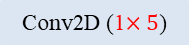 Conv2D (1× 5)